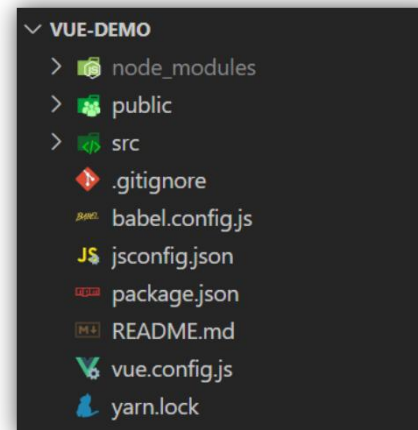 VUE-DEMO
node_modules
public
src
.gitignore
babel.config.js
jsconfig.json
package.json
README.md
vue.config.js
yarn.lock